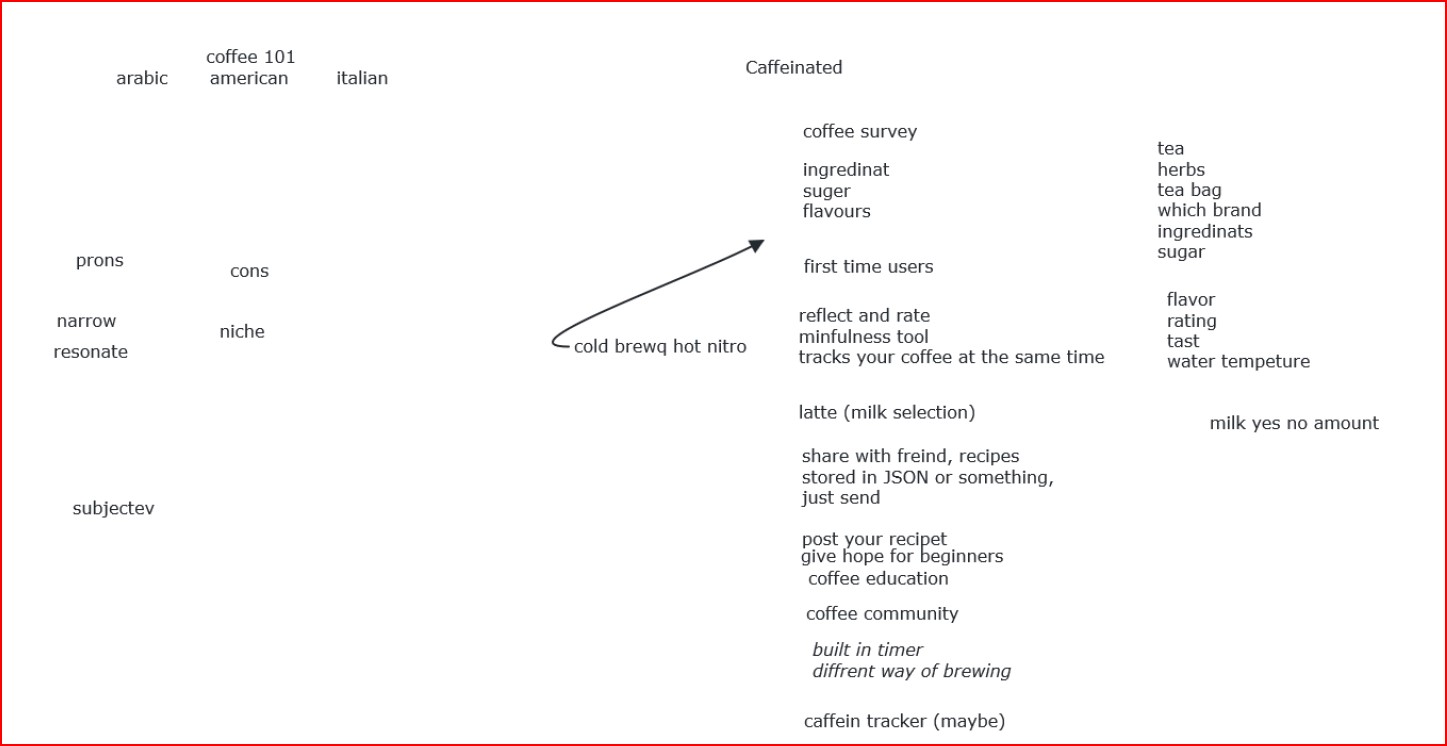 coffee 101
arabic american italian
prons
cons
narrow
niche
resonate
subjectev
cold brewq hot nitro
Caffeinated
coffee survey
ingredinat
suger
flavours
first time users
reflect and rate
minfulness tool
tracks your coffee at the same time
latte (milk selection)
share with freind, recipes
stored in JSON or something,
just send
post your recipet
give hope for beginners
coffee education
coffee community
built in timer
diffrent way of brewing
caffein tracker (maybe)
tea
herbs
tea bag
which brand
ingredinats
sugar
flavor
rating
tast
water tempeture
milk yes no amount